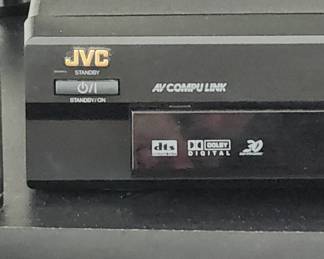 JVC
STANDBY
⏻/I
STANDBY/ON
AV COMPU LINK
dts
DOLBY
DIGITAL